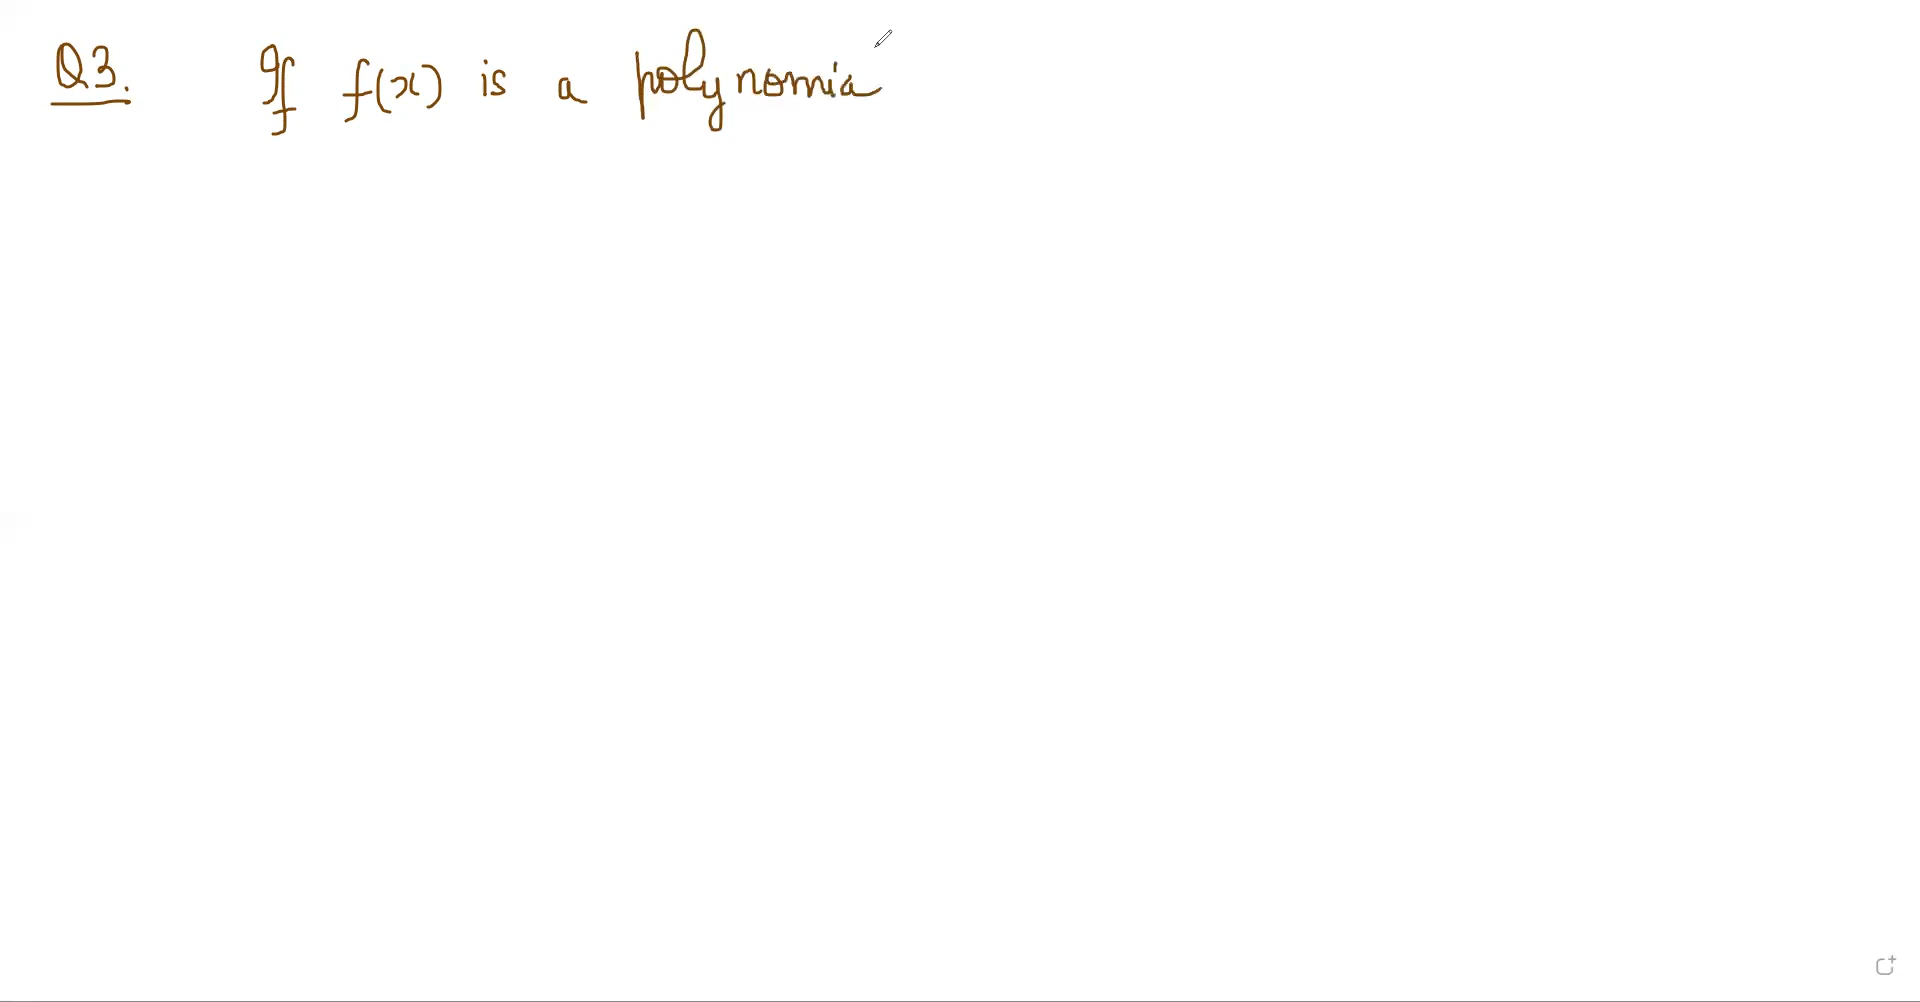 Q3. If f(x) is a polynomia